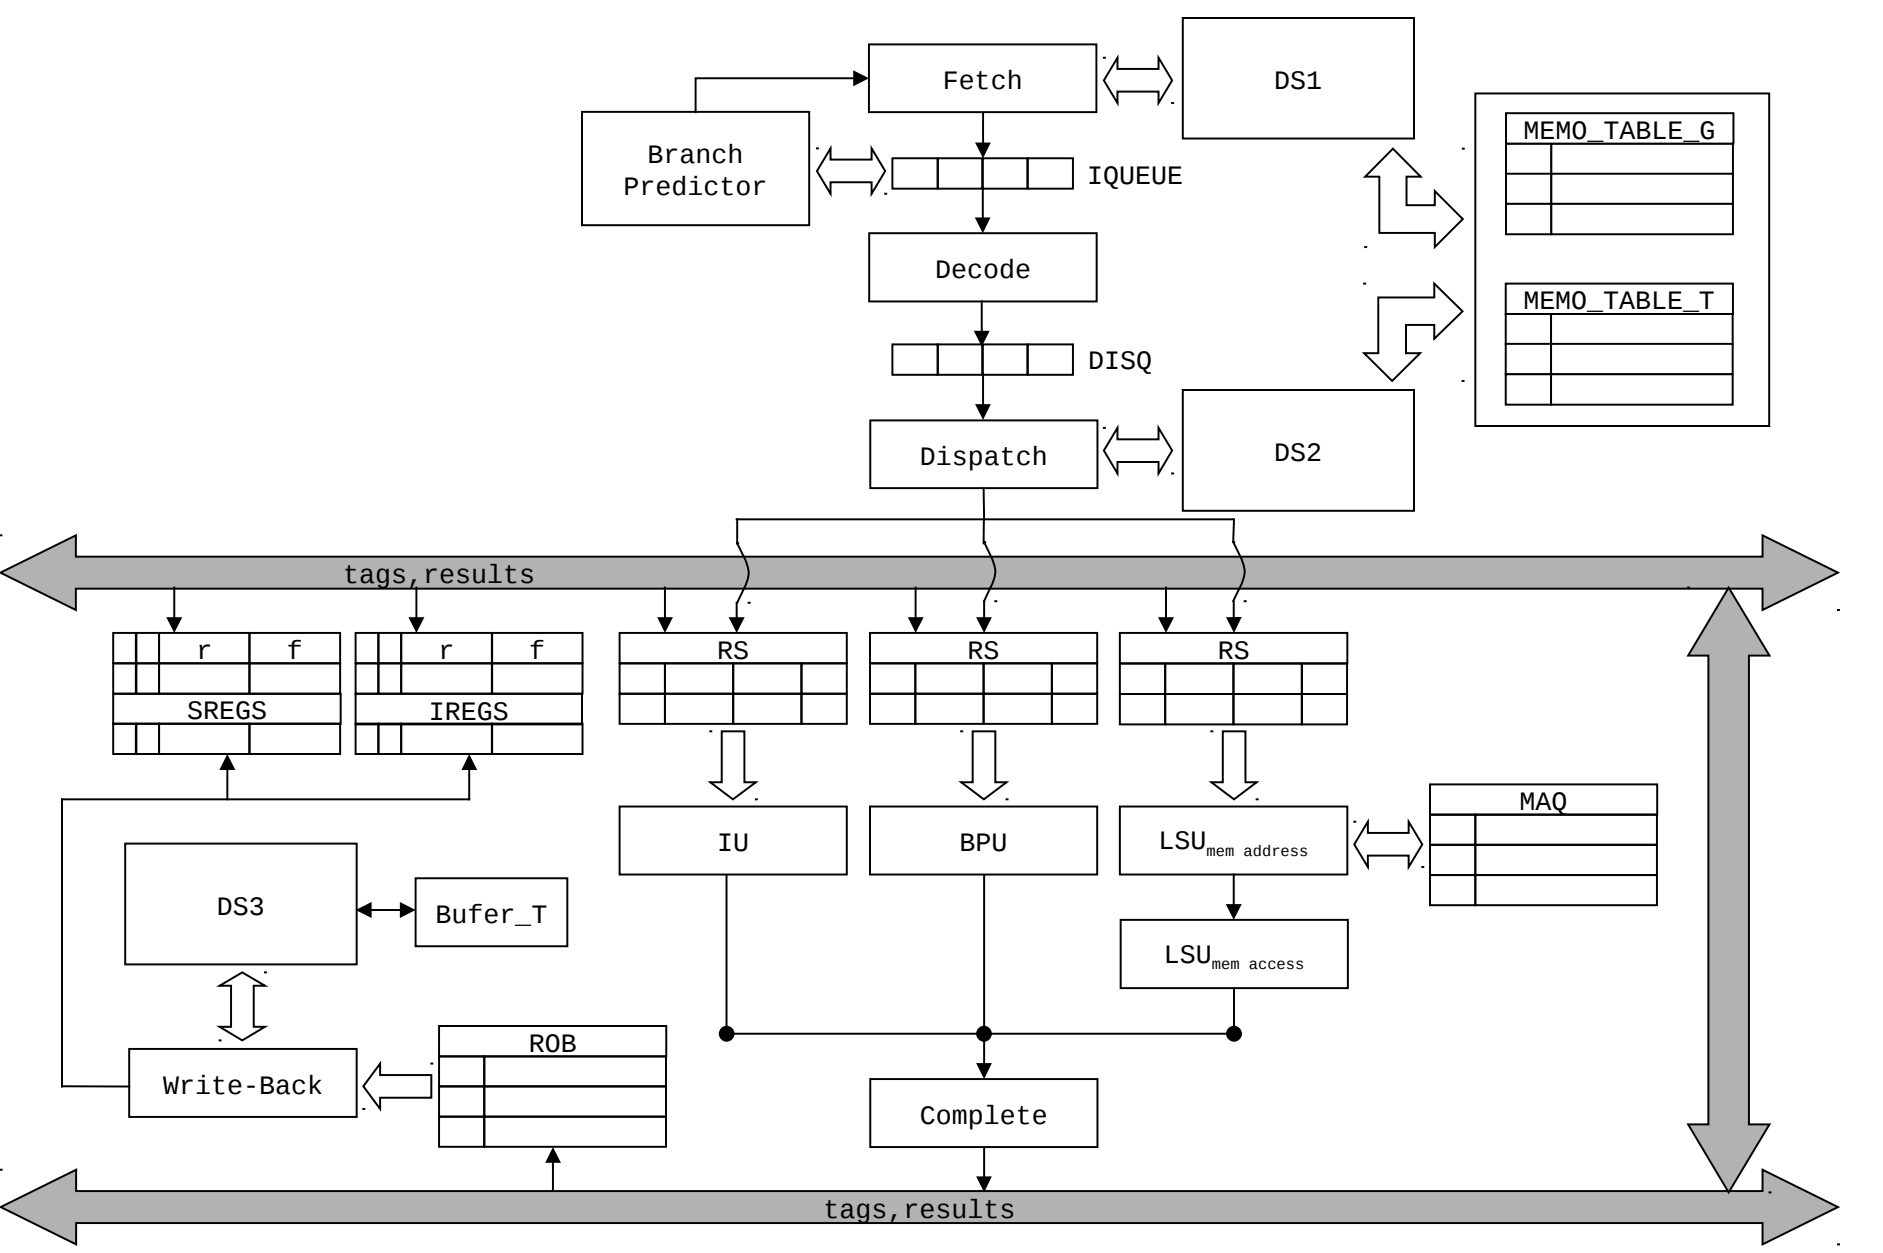 Fetch
DS1
MEMO_TABLE_G
Branch
Predictor
IQUEUE
Decode
MEMO_TABLE_T
DISQ
Dispatch
DS2
tags,results
r f
r f
RS
RS
RS
SREGS
IREGS
MAQ
IU
BPU
LSUmem address
DS3
Bufer_T
LSUmem access
ROB
Write-Back
Complete
tags,results